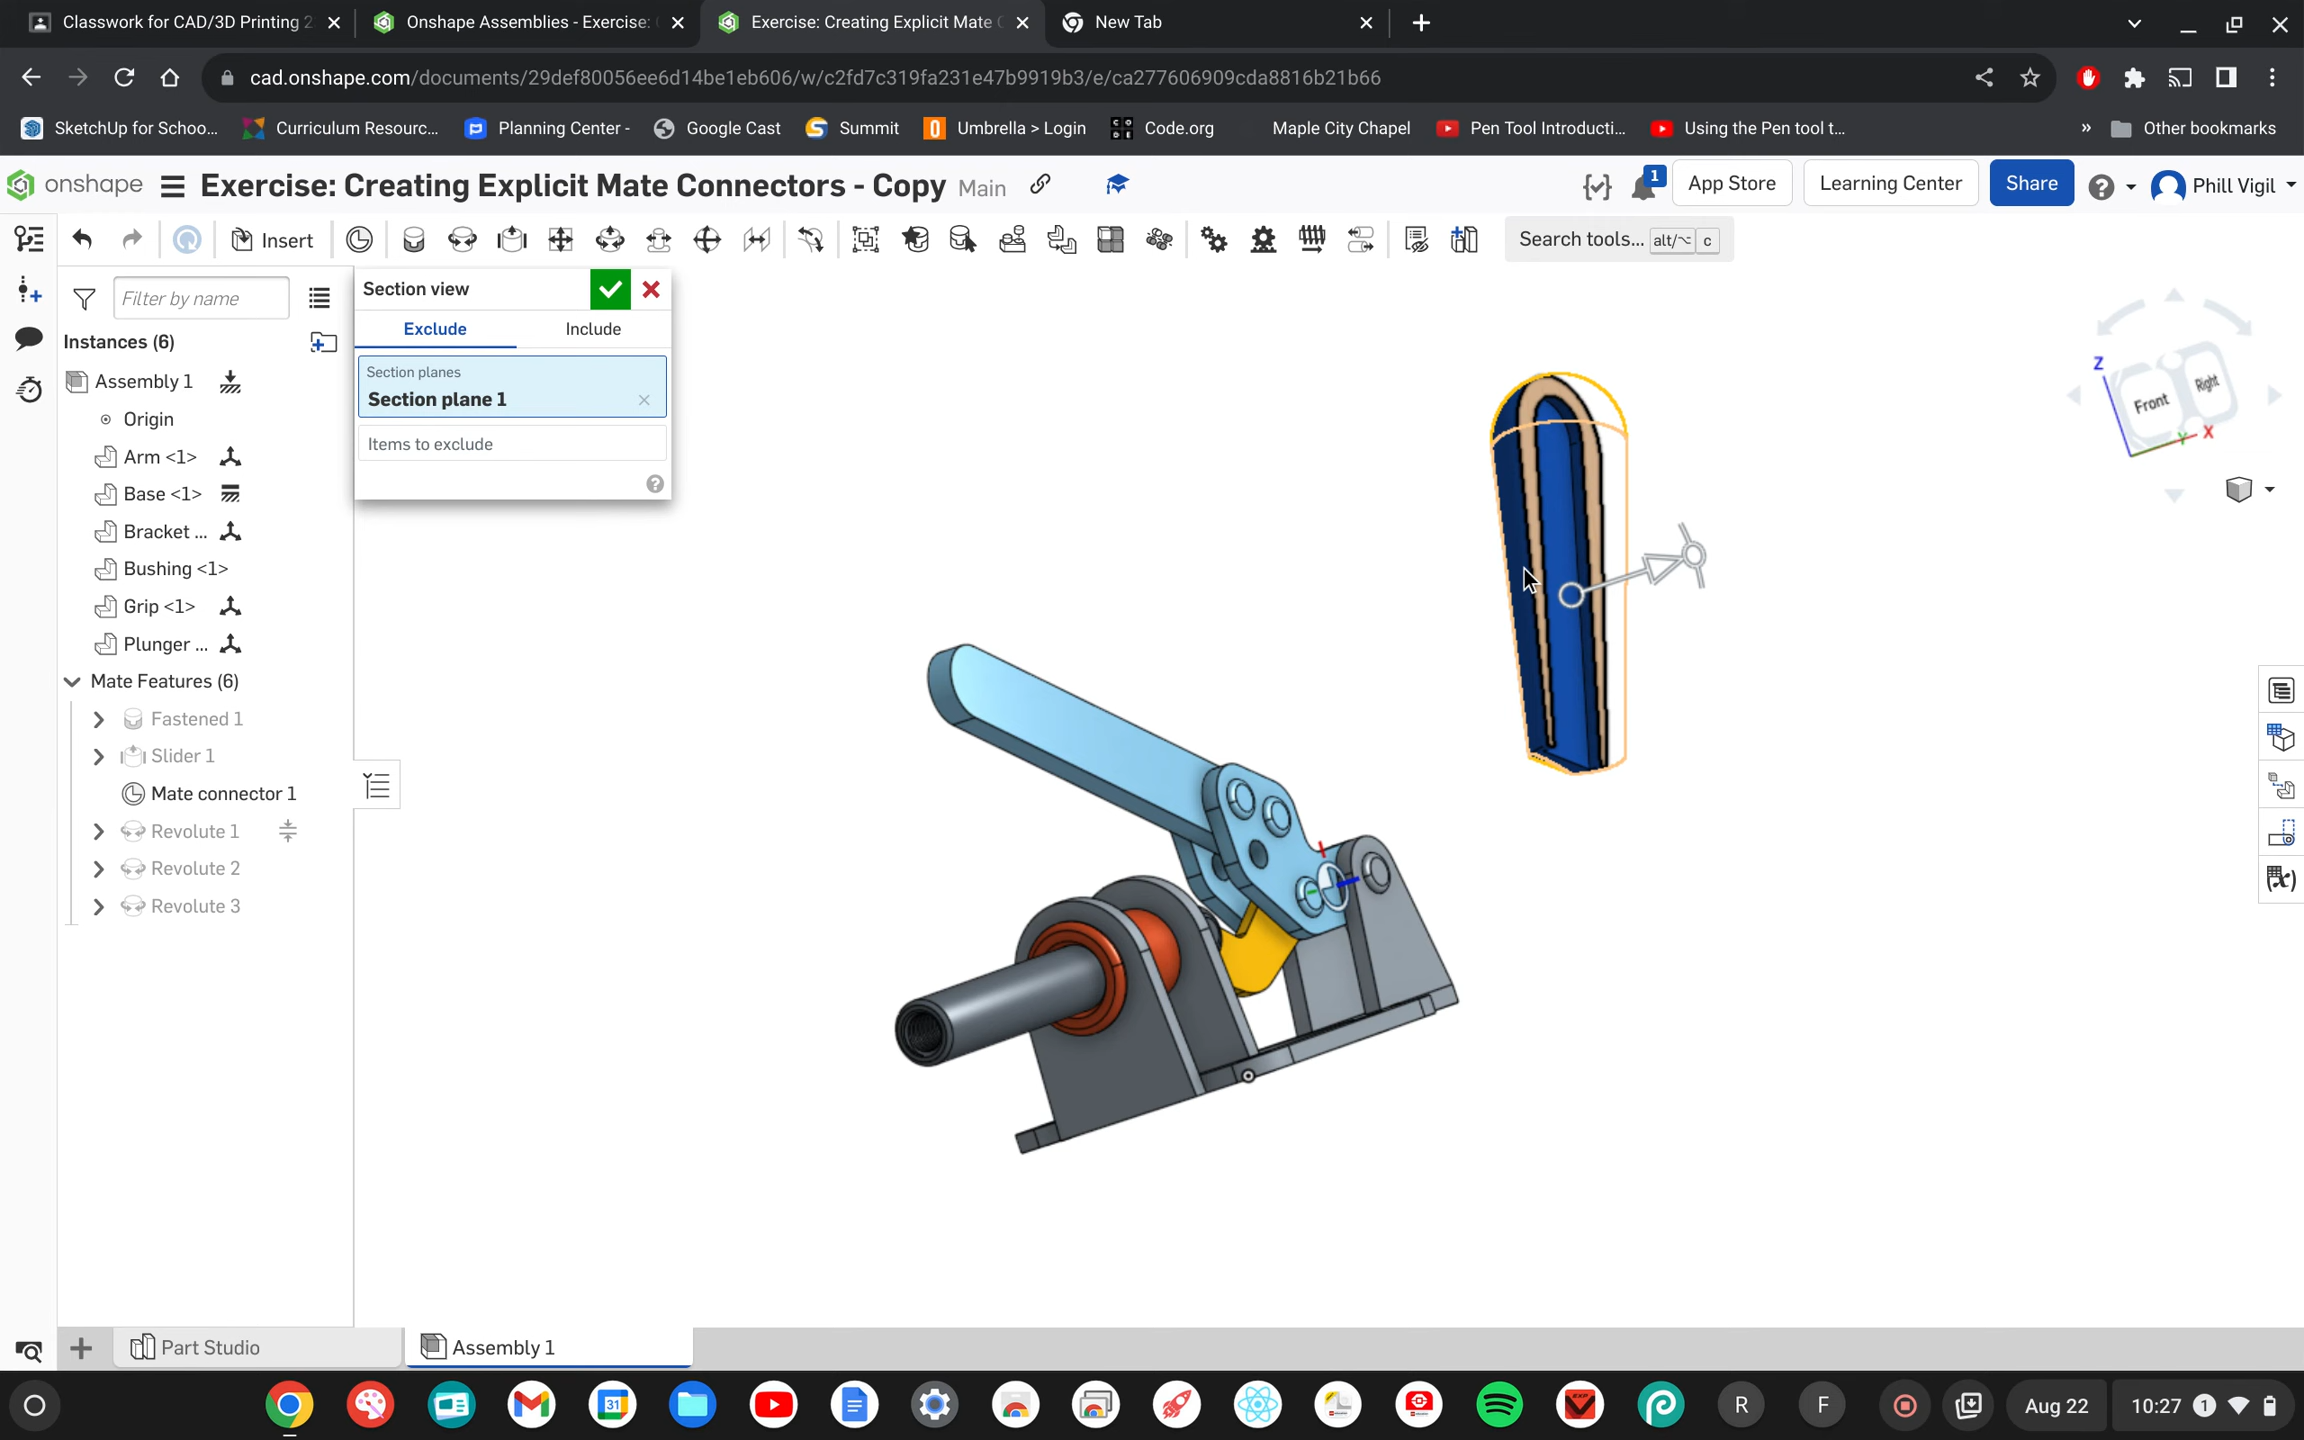 Classwork for CAD/3D Printing 2
Onshape Assemblies - Exercise:
Exercise: Creating Explicit Mate C
New Tab
cad.onshape.com/documents/29def80056ee6d14be1eb606/w/c2fd7c319fa231e47b9919b3/e/ca277606909cda8816b21b66
SketchUp for Schoo...
Curriculum Resourc...
Planning Center -
Google Cast
Summit
Umbrella > Login
Code.org
Maple City Chapel
Pen Tool Introducti...
Using the Pen tool t...
»
Other bookmarks
onshape
Exercise: Creating Explicit Mate Connectors - Copy
Main
1
App Store
Learning Center
Share
Phill Vigil
Insert
Search tools... alt/⌥ c
Filter by name
Instances (6)
Assembly 1
Origin
Arm <1>
Base <1>
Bracket ...
Bushing <1>
Grip <1>
Plunger ...
Mate Features (6)
Fastened 1
Slider 1
Mate connector 1
Revolute 1
Revolute 2
Revolute 3
Section view
Exclude
Include
Section planes
Section plane 1
Items to exclude
Z
Front
Right
Y
X
Part Studio
Assembly 1
31
R
F
Aug 22
10:27
1